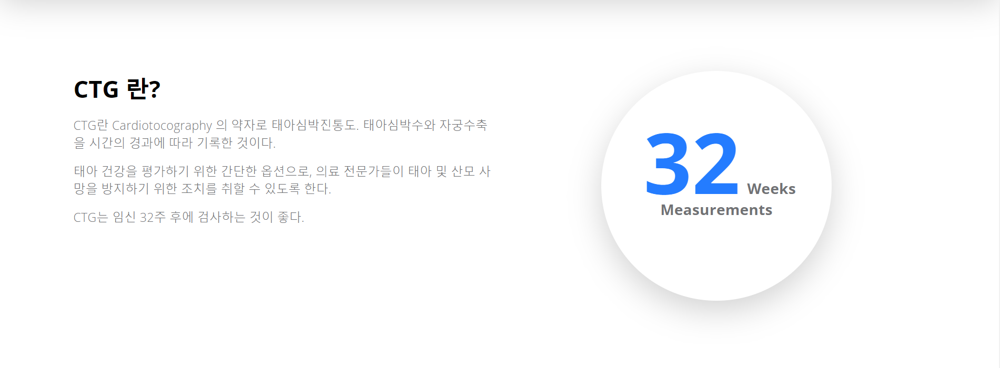 CTG 란?
CTG란 Cardiotocography 의 약자로 태아심박진통도. 태아심박수와 자궁수축
을 시간의 경과에 따라 기록한 것이다.
태아 건강을 평가하기 위한 간단한 옵션으로, 의료 전문가들이 태아 및 산모 사
망을 방지하기 위한 조치를 취할 수 있도록 한다.
CTG는 임신 32주 후에 검사하는 것이 좋다.
32 Weeks
Measurements